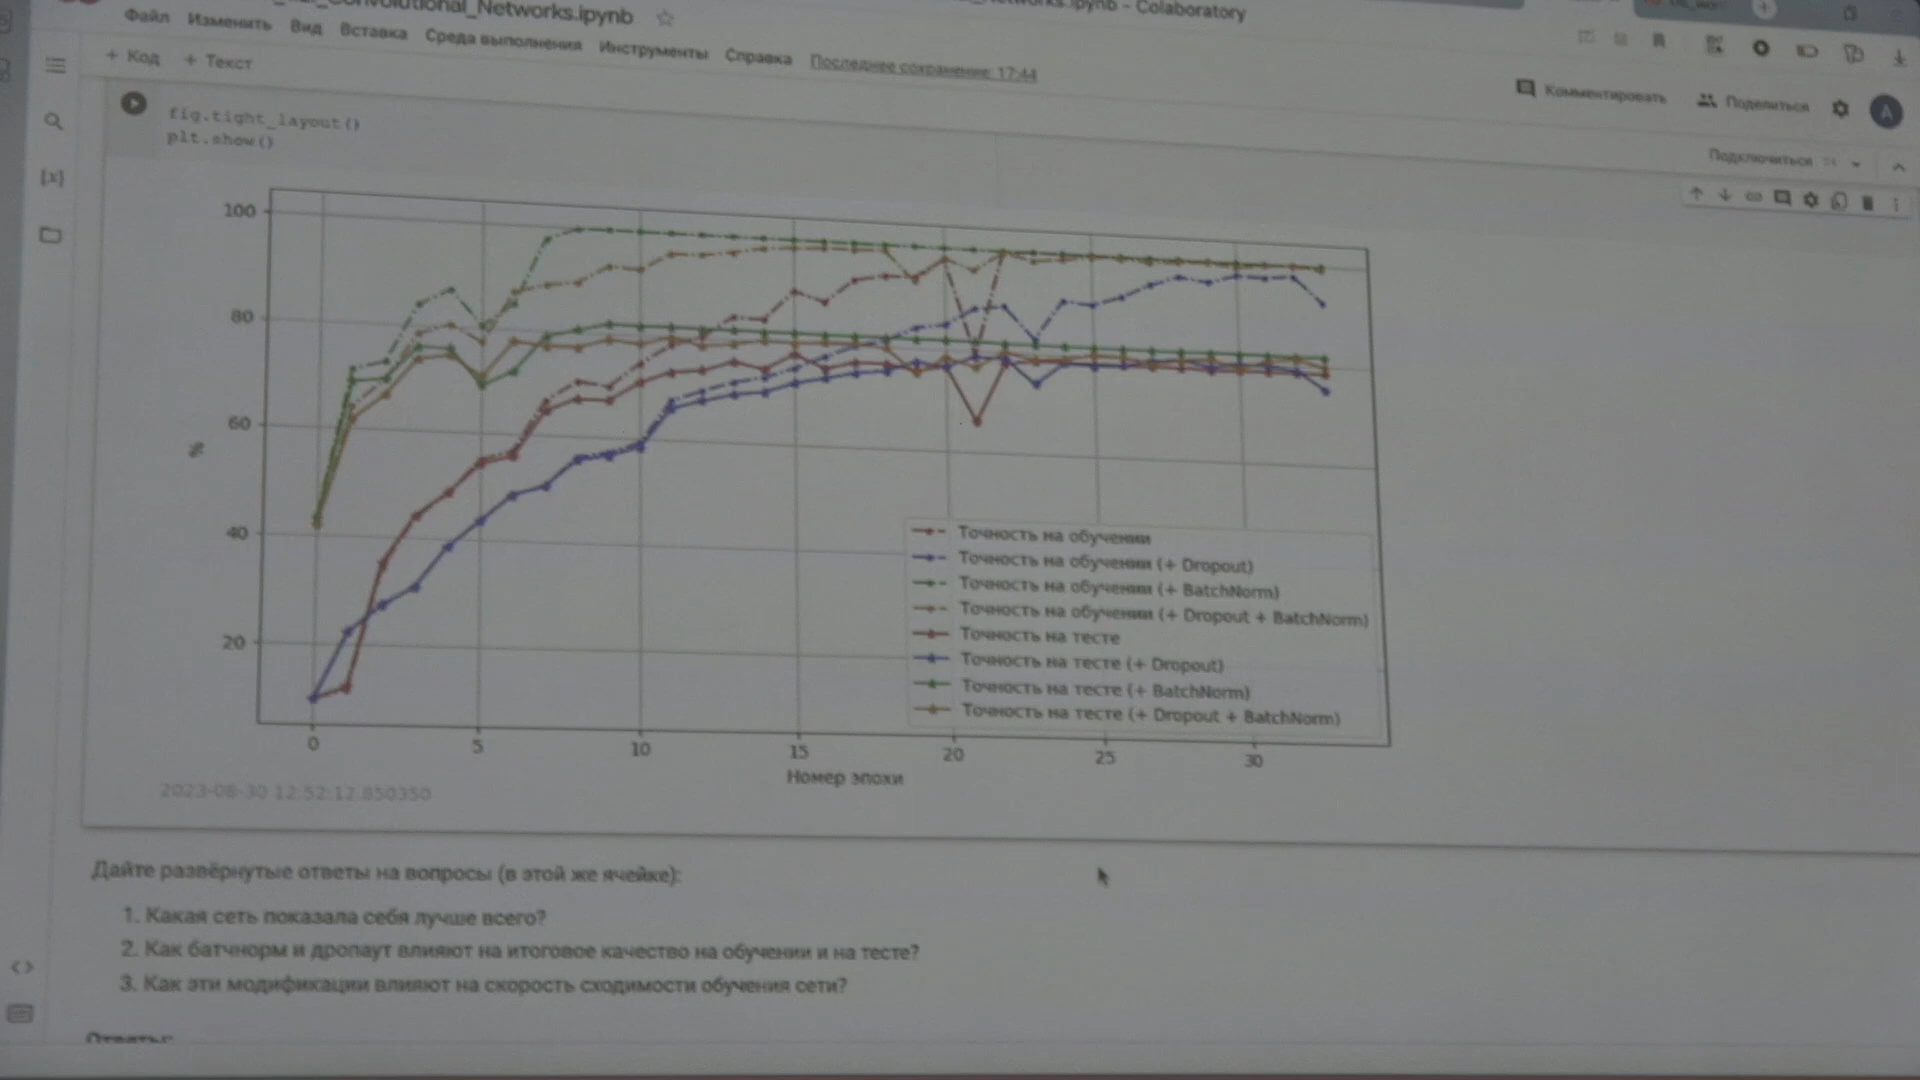 Convolutional_Networks.ipynb
.ipynb - Colaboratory
Файл Изменить Вид Вставка Среда выполнения Инструменты Справка Последнее сохранение: 17:44
+ Код + Текст
Комментировать Поделиться A
Подключиться
fig.tight_layout()
plt.show()
100
80
60
40
20
%
0 5 10 15 20 25 30
Номер эпохи
Точность на обучении
Точность на обучении (+ Dropout)
Точность на обучении (+ BatchNorm)
Точность на обучении (+ Dropout + BatchNorm)
Точность на тесте
Точность на тесте (+ Dropout)
Точность на тесте (+ BatchNorm)
Точность на тесте (+ Dropout + BatchNorm)
2023-08-30 12:52:12.850350
Дайте развёрнутые ответы на вопросы (в этой же ячейке):
1. Какая сеть показала себя лучше всего?
2. Как батчнорм и дропаут влияют на итоговое качество на обучении и на тесте?
3. Как эти модификации влияют на скорость сходимости обучения сети?